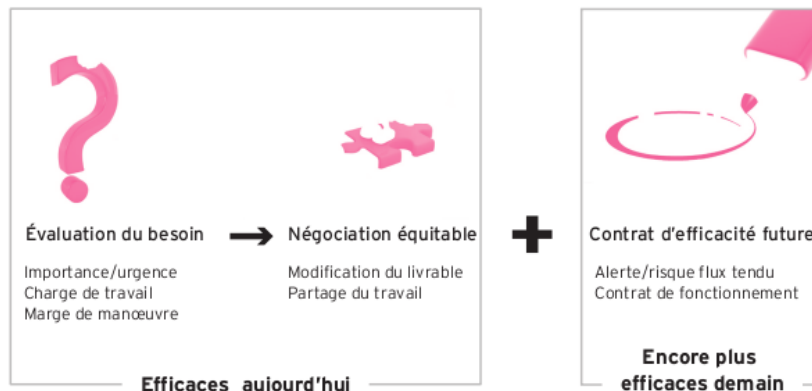 Évaluation du besoin
Importance/urgence
Charge de travail
Marge de manœuvre
Négociation équitable
Modification du livrable
Partage du travail
Efficaces aujourd'hui
Contrat d'efficacité future
Alerte/risque flux tendu
Contrat de fonctionnement
Encore plus
efficaces demain